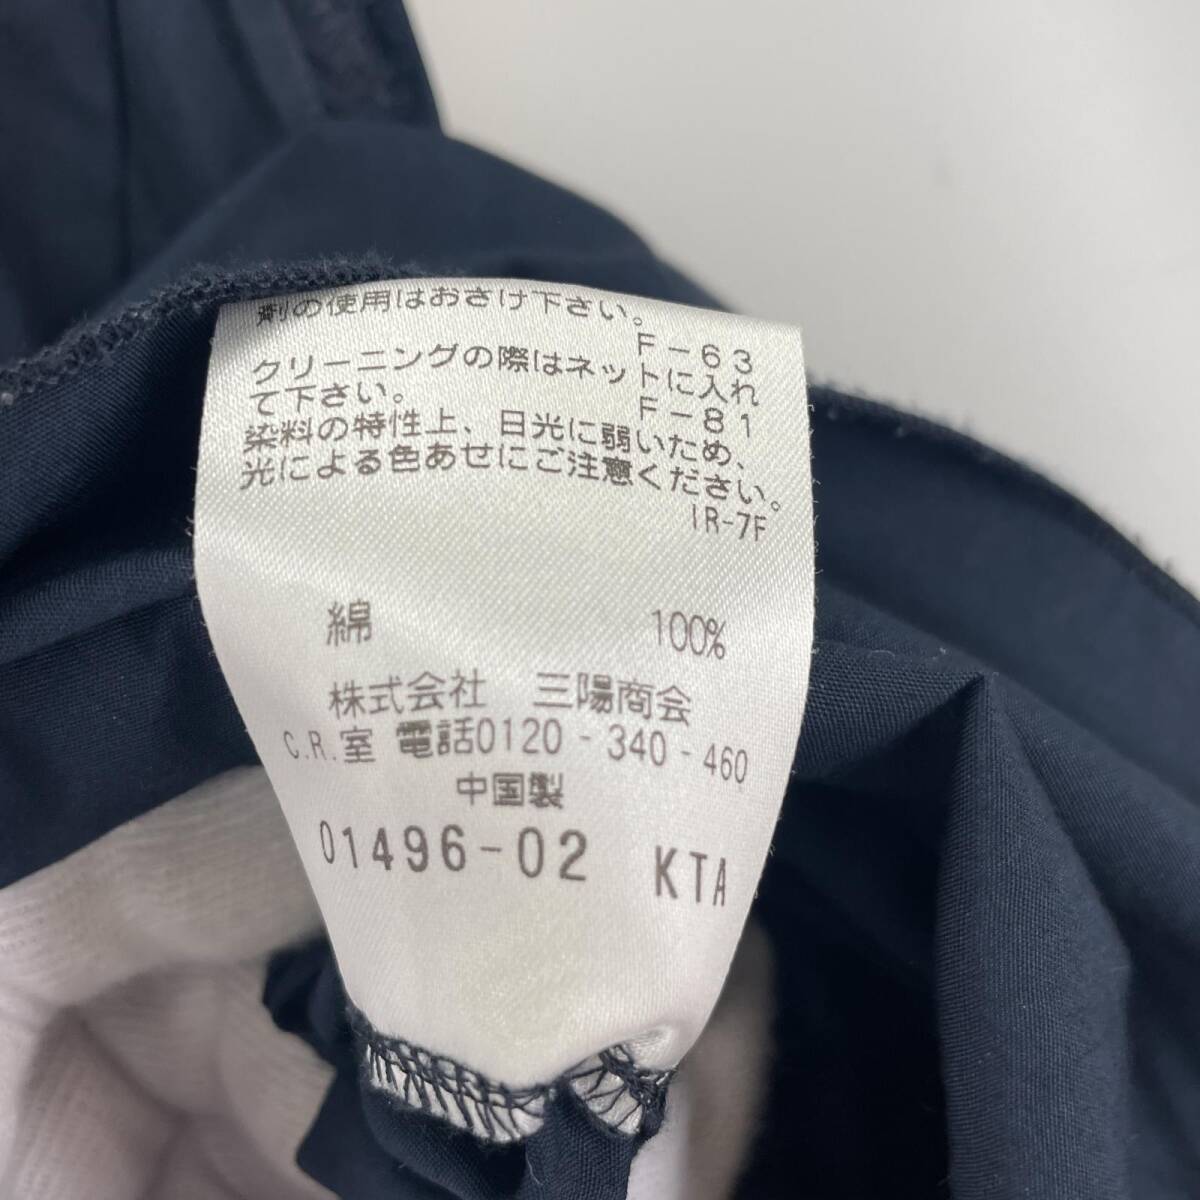 剤の使用はおさけ下さい。
F-63
クリーニングの際はネットに入れ
て下さい。
F-81
染料の特性上、日光に弱いため、
光による色あせにご注意ください。
IR-7F
綿 100%
株式会社 三陽商会
C.R.室 電話0120-340-460
中国製
01496-02 KTA